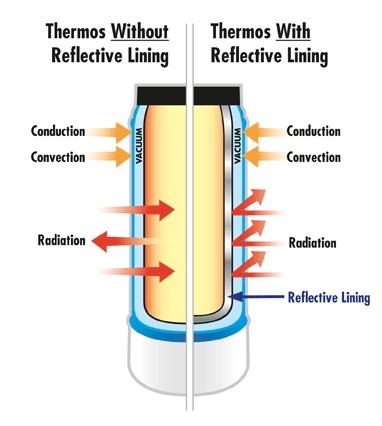 Thermos Without
Reflective Lining
Thermos With
Reflective Lining
Conduction
Convection
VACUUM
Radiation
VACUUM
Conduction
Convection
Radiation
Reflective Lining